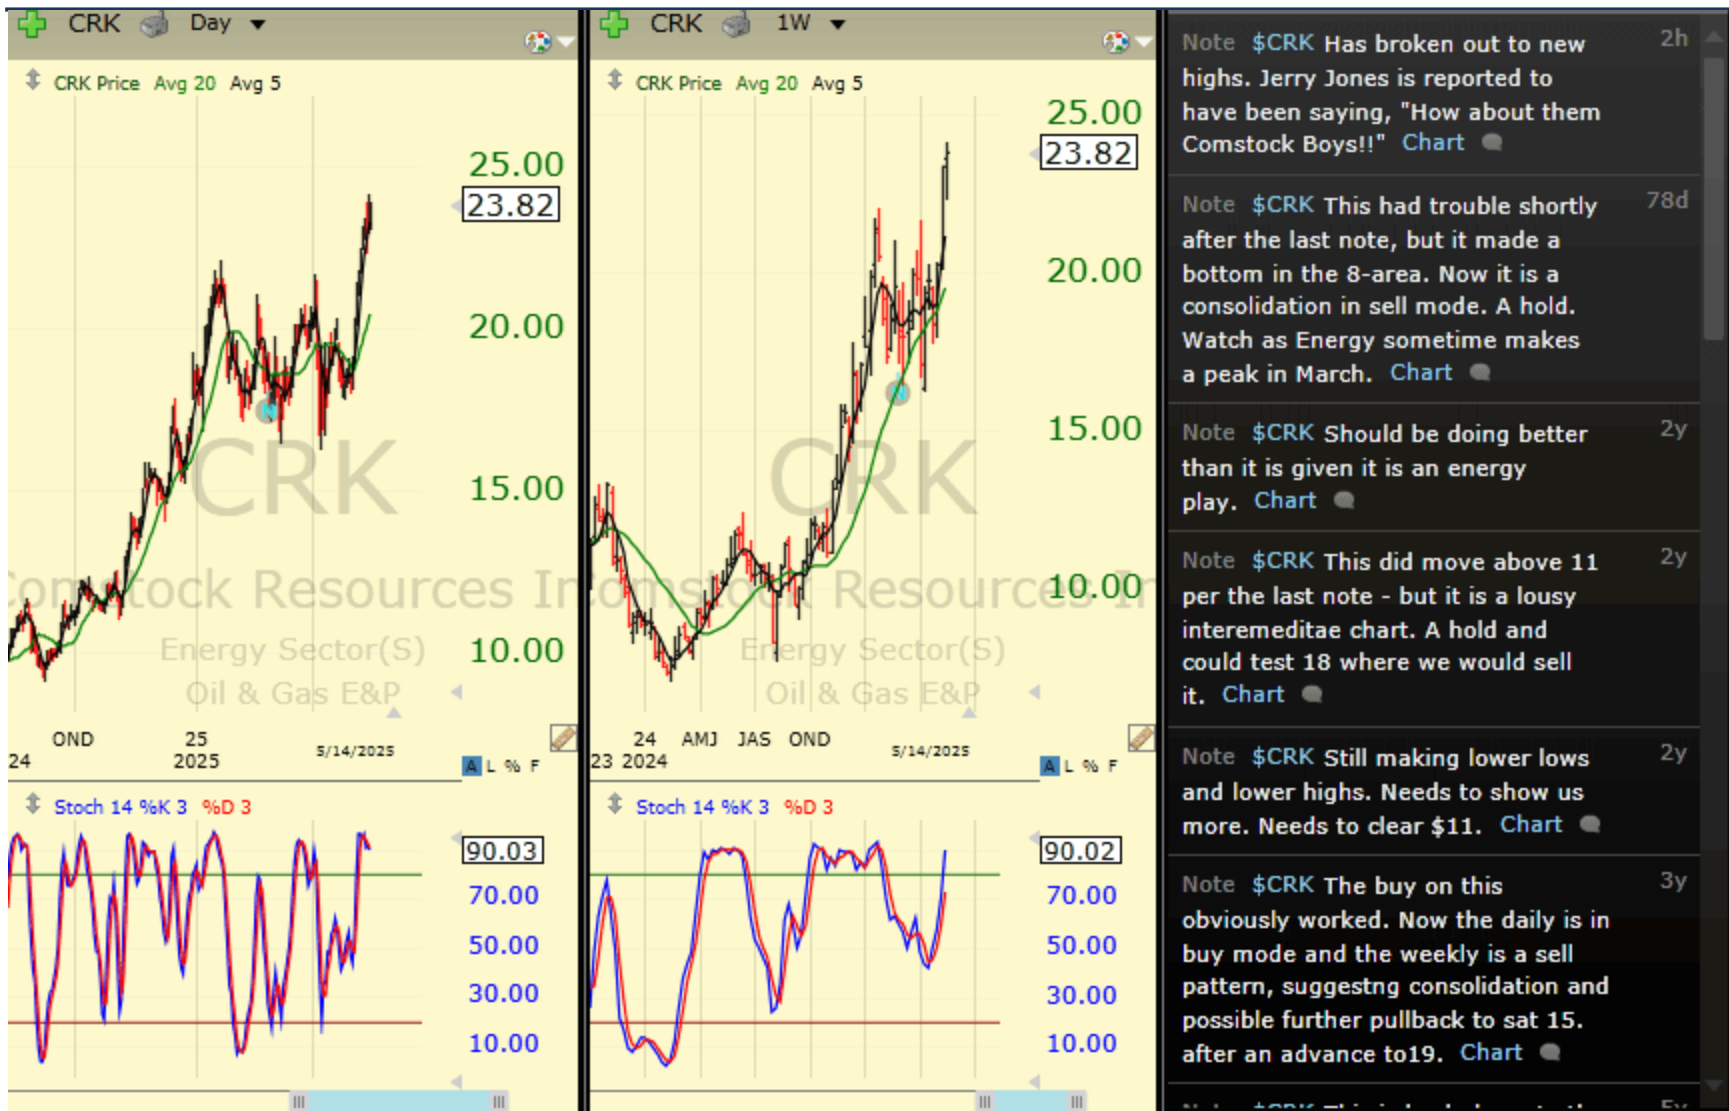 CRK Day
CRK Price Avg 20 Avg 5
25.00
23.82
20.00
15.00
10.00
CRK
Comstock Resources In
Energy Sector(S)
Oil & Gas E&P
OND 25 5/14/2025
24 2025
A L % F
Stoch 14 %K 3 %D 3
90.03
70.00
50.00
30.00
10.00
CRK 1W
CRK Price Avg 20 Avg 5
25.00
23.82
20.00
15.00
10.00
CRK
omstock Resources In
Energy Sector(S)
Oil & Gas E&P
24 AMJ JAS OND 5/14/2025
23 2024
A L % F
Stoch 14 %K 3 %D 3
90.02
70.00
50.00
30.00
10.00
Note $CRK Has broken out to new 2h
highs. Jerry Jones is reported to
have been saying, "How about them
Comstock Boys!!" Chart
Note $CRK This had trouble shortly 78d
after the last note, but it made a
bottom in the 8-area. Now it is a
consolidation in sell mode. A hold.
Watch as Energy sometime makes
a peak in March. Chart
Note $CRK Should be doing better 2y
than it is given it is an energy
play. Chart
Note $CRK This did move above 11 2y
per the last note - but it is a lousy
interemeditae chart. A hold and
could test 18 where we would sell
it. Chart
Note $CRK Still making lower lows 2y
and lower highs. Needs to show us
more. Needs to clear $11. Chart
Note $CRK The buy on this 3y
obviously worked. Now the daily is in
buy mode and the weekly is a sell
pattern, suggestng consolidation and
possible further pullback to sat 15.
after an advance to19. Chart